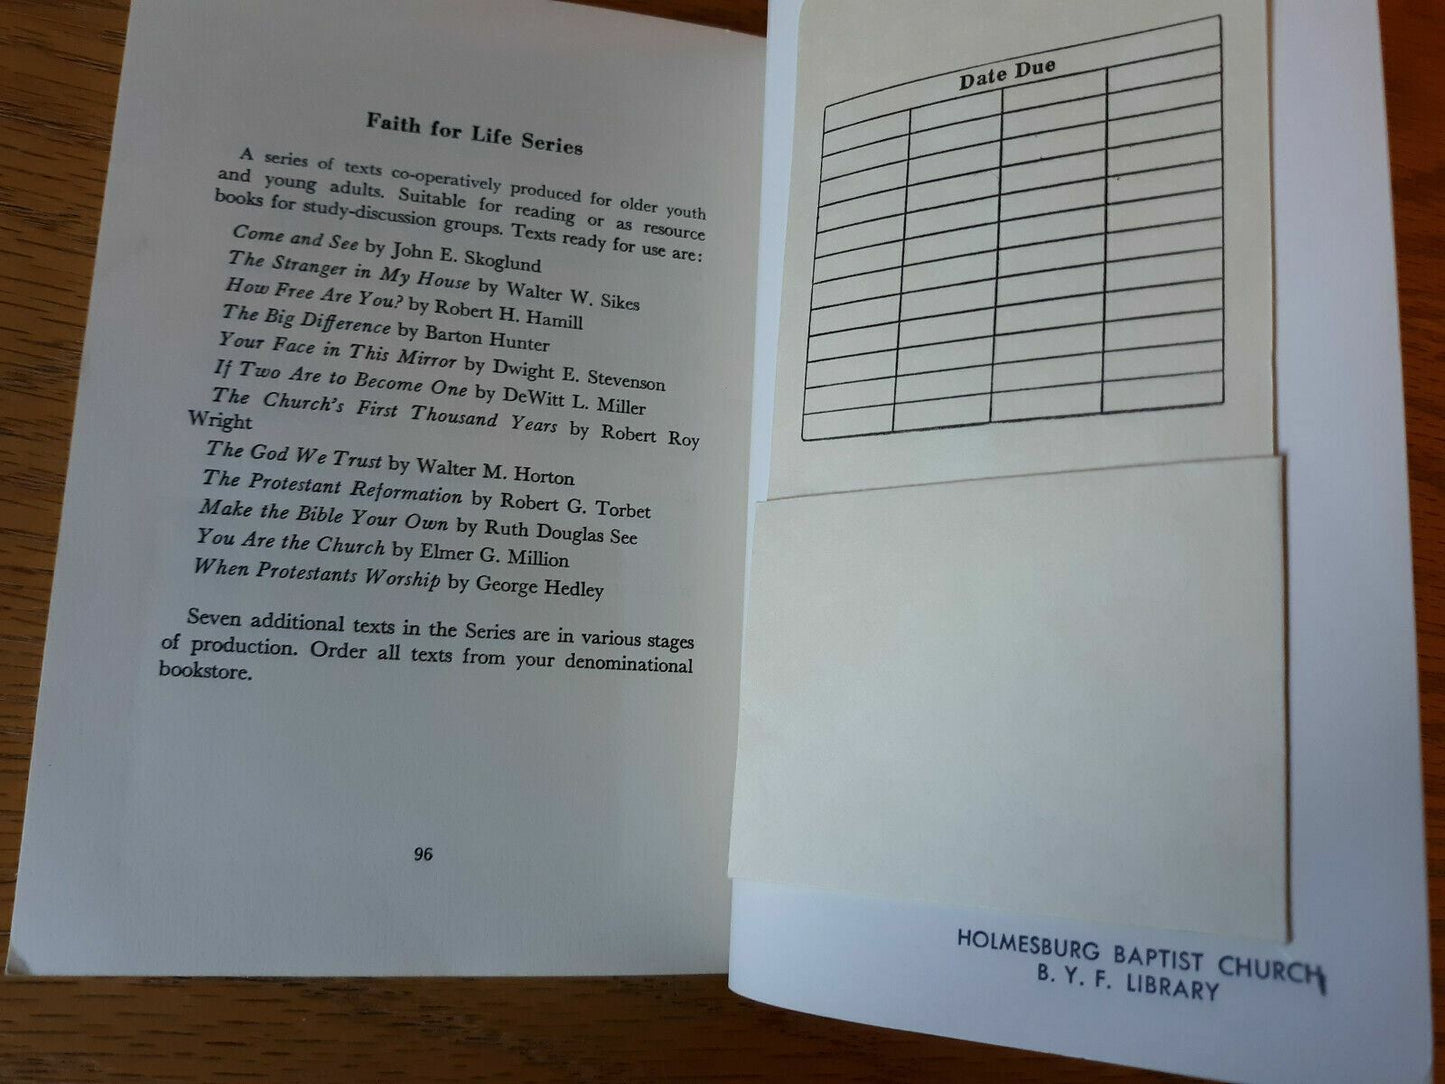 Faith for Life Series
A series of texts co-operatively produced for older youth
and young adults. Suitable for reading or as resource
books for study-discussion groups. Texts ready for use are:
Come and See by John E. Skoglund
The Stranger in My House by Walter W. Sikes
How Free Are You? by Robert H. Hamill
The Big Difference by Barton Hunter
Your Face in This Mirror by Dwight E. Stevenson
If Two Are to Become One by DeWitt L. Miller
The Church's First Thousand Years by Robert Roy
Wright
The God We Trust by Walter M. Horton
The Protestant Reformation by Robert G. Torbet
Make the Bible Your Own by Ruth Douglas See
You Are the Church by Elmer G. Million
When Protestants Worship by George Hedley
Seven additional texts in the Series are in various stages
of production. Order all texts from your denominational
bookstore.
96
Date Due
HOLMESBURG BAPTIST CHURCH
B. Y. F. LIBRARY